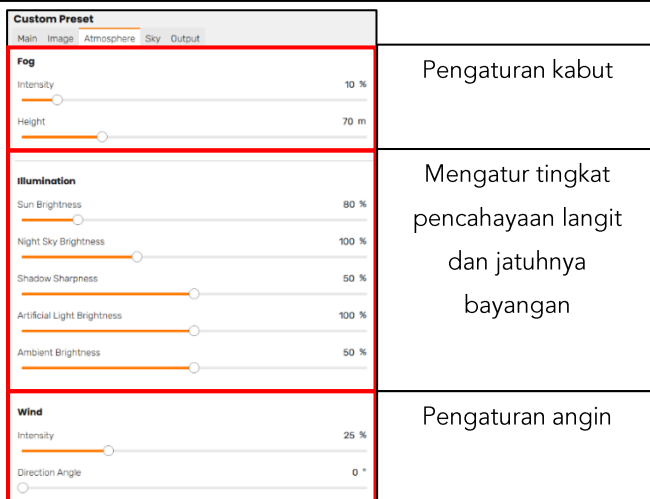 Custom Preset
Main Image Atmosphere Sky Output
Fog
Intensity 10 %
Height 70 m
Pengaturan kabut
Illumination
Sun Brightness 80 %
Night Sky Brightness 100 %
Shadow Sharpness 50 %
Artificial Light Brightness 100 %
Ambient Brightness 50 %
Mengatur tingkat
pencahayaan langit
dan jatuhnya
bayangan
Wind
Intensity 25 %
Direction Angle 0 °
Pengaturan angin